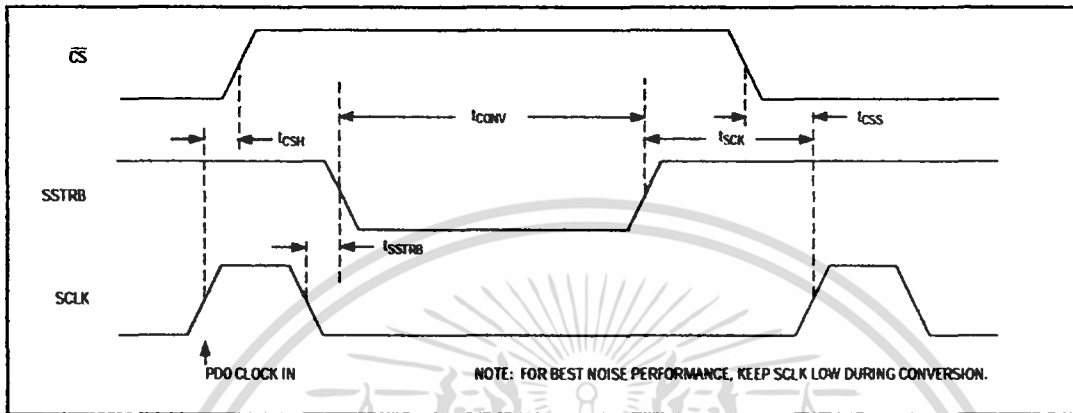 CS
tCONV
tCSS
tCSH
tSCK
SSTRB
tSSTRB
SCLK
PD0 CLOCK IN
NOTE: FOR BEST NOISE PERFORMANCE, KEEP SCLK LOW DURING CONVERSION.